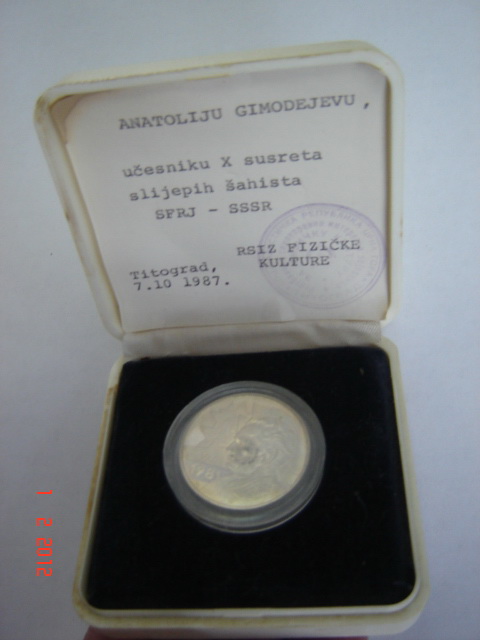 ANATOLIJU GIMODEJEVU,
učesniku X susreta
slijepih šahista
SFRJ - SSSR
RSIZ FIZIČKE
KULTURE
Titograd,
7.10 1987.
1 2 2012